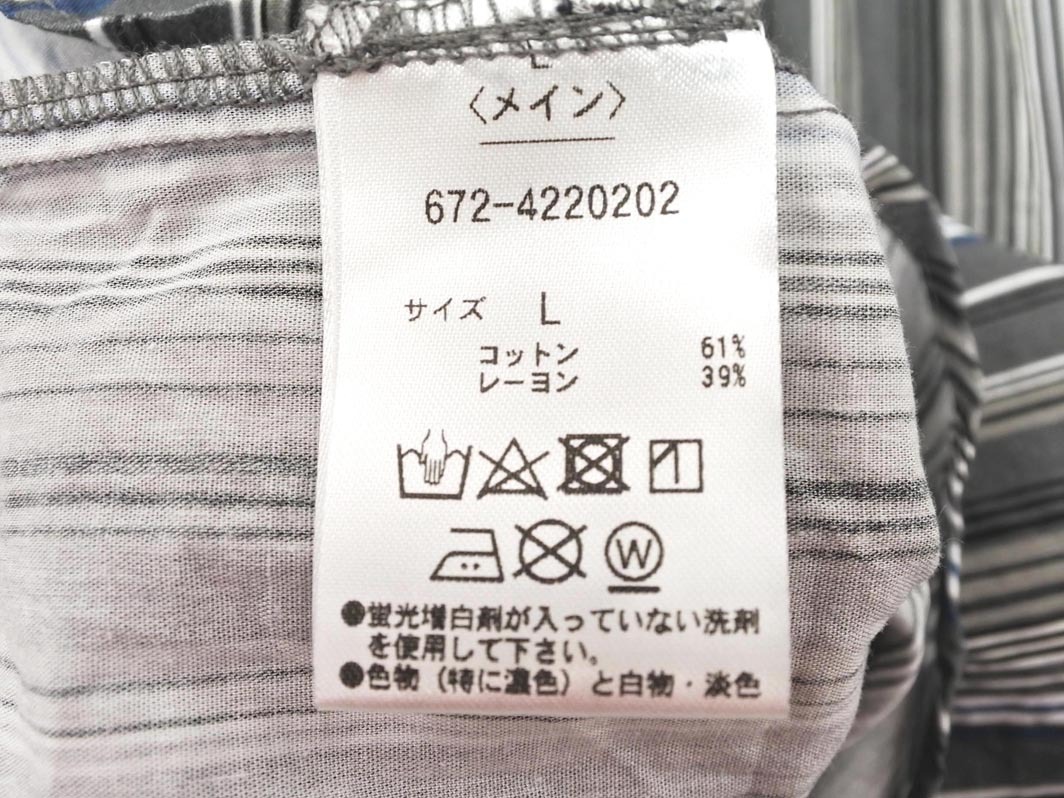 L
〈メイン〉
672-4220202
サイズ L
コットン 61%
レーヨン 39%
W
●蛍光増白剤が入っていない洗剤
を使用して下さい。
●色物（特に濃色）と白物・淡色